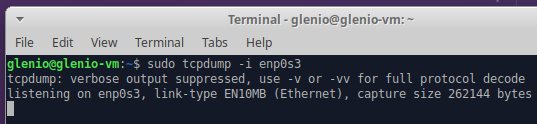 Terminal - glenio@glenio-vm: ~
File Edit View Terminal Tabs Help
glenio@glenio-vm:~$ sudo tcpdump -i enp0s3
tcpdump: verbose output suppressed, use -v or -vv for full protocol decode
listening on enp0s3, link-type EN10MB (Ethernet), capture size 262144 bytes